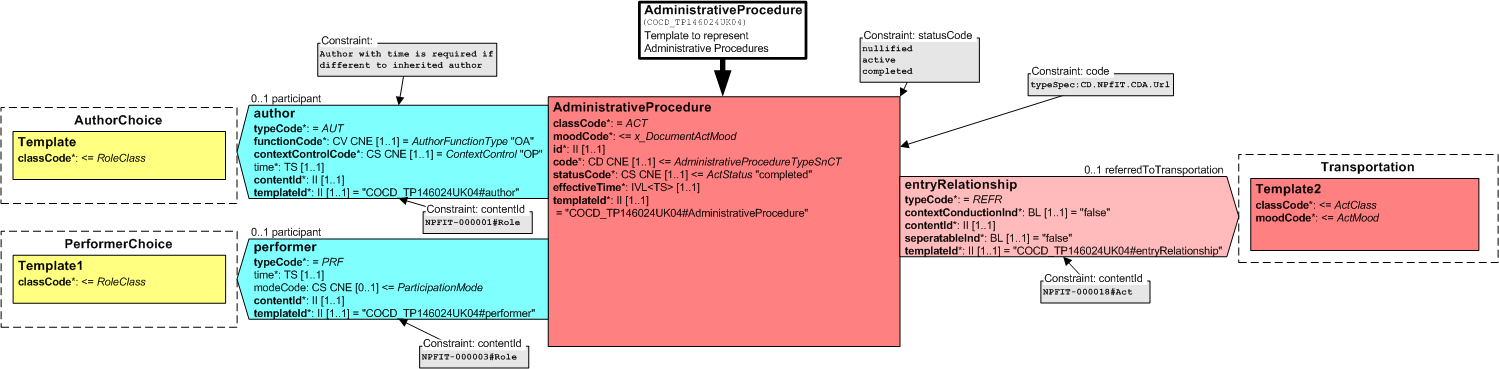 AdministrativeProcedure
(COCD_TP146024UK04)
Template to represent
Administrative Procedures
Constraint:
Author with time is required if
different to inherited author
Constraint: statusCode
nullified
active
completed
Constraint: code
typeSpec:CD.NPfIT.CDA.Url
AuthorChoice
Template
classCode*: <= RoleClass
0..1 participant
author
typeCode*: = AUT
functionCode*: CV CNE [1..1] = AuthorFunctionType "OA"
contextControlCode*: CS CNE [1..1] = ContextControl "OP"
time*: TS [1..1]
contentId*: II [1..1]
templateId*: II [1..1] = "COCD_TP146024UK04#author"
Constraint: contentId
NPFIT-000001#Role
AdministrativeProcedure
classCode*: = ACT
moodCode*: <= x_DocumentActMood
id*: II [1..1]
code*: CD CNE [1..1] <= AdministrativeProcedureTypeSnCT
statusCode*: CS CNE [1..1] <= ActStatus "completed"
effectiveTime*: IVL<TS> [1..1]
templateId*: II [1..1]
= "COCD_TP146024UK04#AdministrativeProcedure"
0..1 referredToTransportation
entryRelationship
typeCode*: = REFR
contextConductionInd*: BL [1..1] = "false"
contentId*: II [1..1]
seperatableInd*: BL [1..1] = "false"
templateId*: II [1..1] = "COCD_TP146024UK04#entryRelationship"
Constraint: contentId
NPFIT-000018#Act
Transportation
Template2
classCode*: <= ActClass
moodCode*: <= ActMood
PerformerChoice
Template1
classCode*: <= RoleClass
0..1 participant
performer
typeCode*: = PRF
time*: TS [1..1]
modeCode: CS CNE [0..1] <= ParticipationMode
contentId*: II [1..1]
templateId*: II [1..1] = "COCD_TP146024UK04#performer"
Constraint: contentId
NPFIT-000003#Role